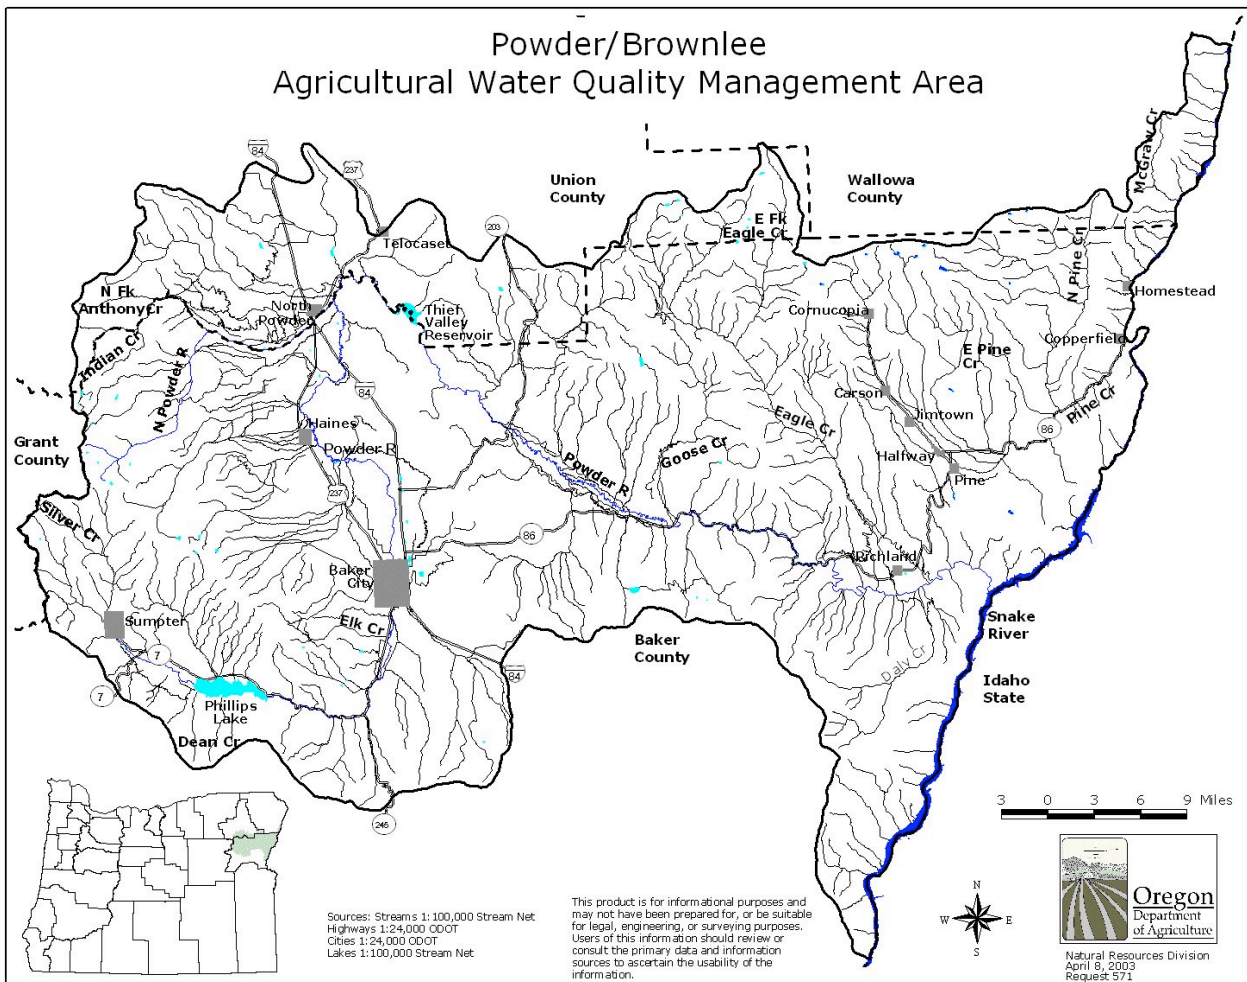 Powder/Brownlee
Agricultural Water Quality Management Area
84
237
Union
County
Wallowa
County
McGraw Cr
203
E Fk
Eagle Cr
Telocaset
N Pine Cr
N Fk
AnthonyCr
North
Powder
Thief
Valley
Reservoir
Homestead
Cornucopia
Copperfield
Indian Cr
N Powder R
E Pine
Cr
84
Carson
Pine Cr
Jimtown
Eagle Cr
86
Grant
County
Haines
Powder R
Goose Cr
Halfway
Powder R
Pine
237
Silver Cr
86
Richland
Baker
City
Sumpter
Elk Cr
Snake
River
Baker
County
7
Daly Cr
84
Idaho
State
7
Phillips
Lake
Dean Cr
245
3 0 3 6 9 Miles
Sources: Streams 1:100,000 Stream Net
Highways 1:24,000 ODOT
Cities 1:24,000 ODOT
Lakes 1:100,000 Stream Net
This product is for informational purposes and
may not have been prepared for, or be suitable
for legal, engineering, or surveying purposes.
Users of this information should review or
consult the primary data and information
sources to ascertain the usability of the
information.
N
W E
S
Oregon
Department
of Agriculture
Natural Resources Division
April 8, 2003
Request 571